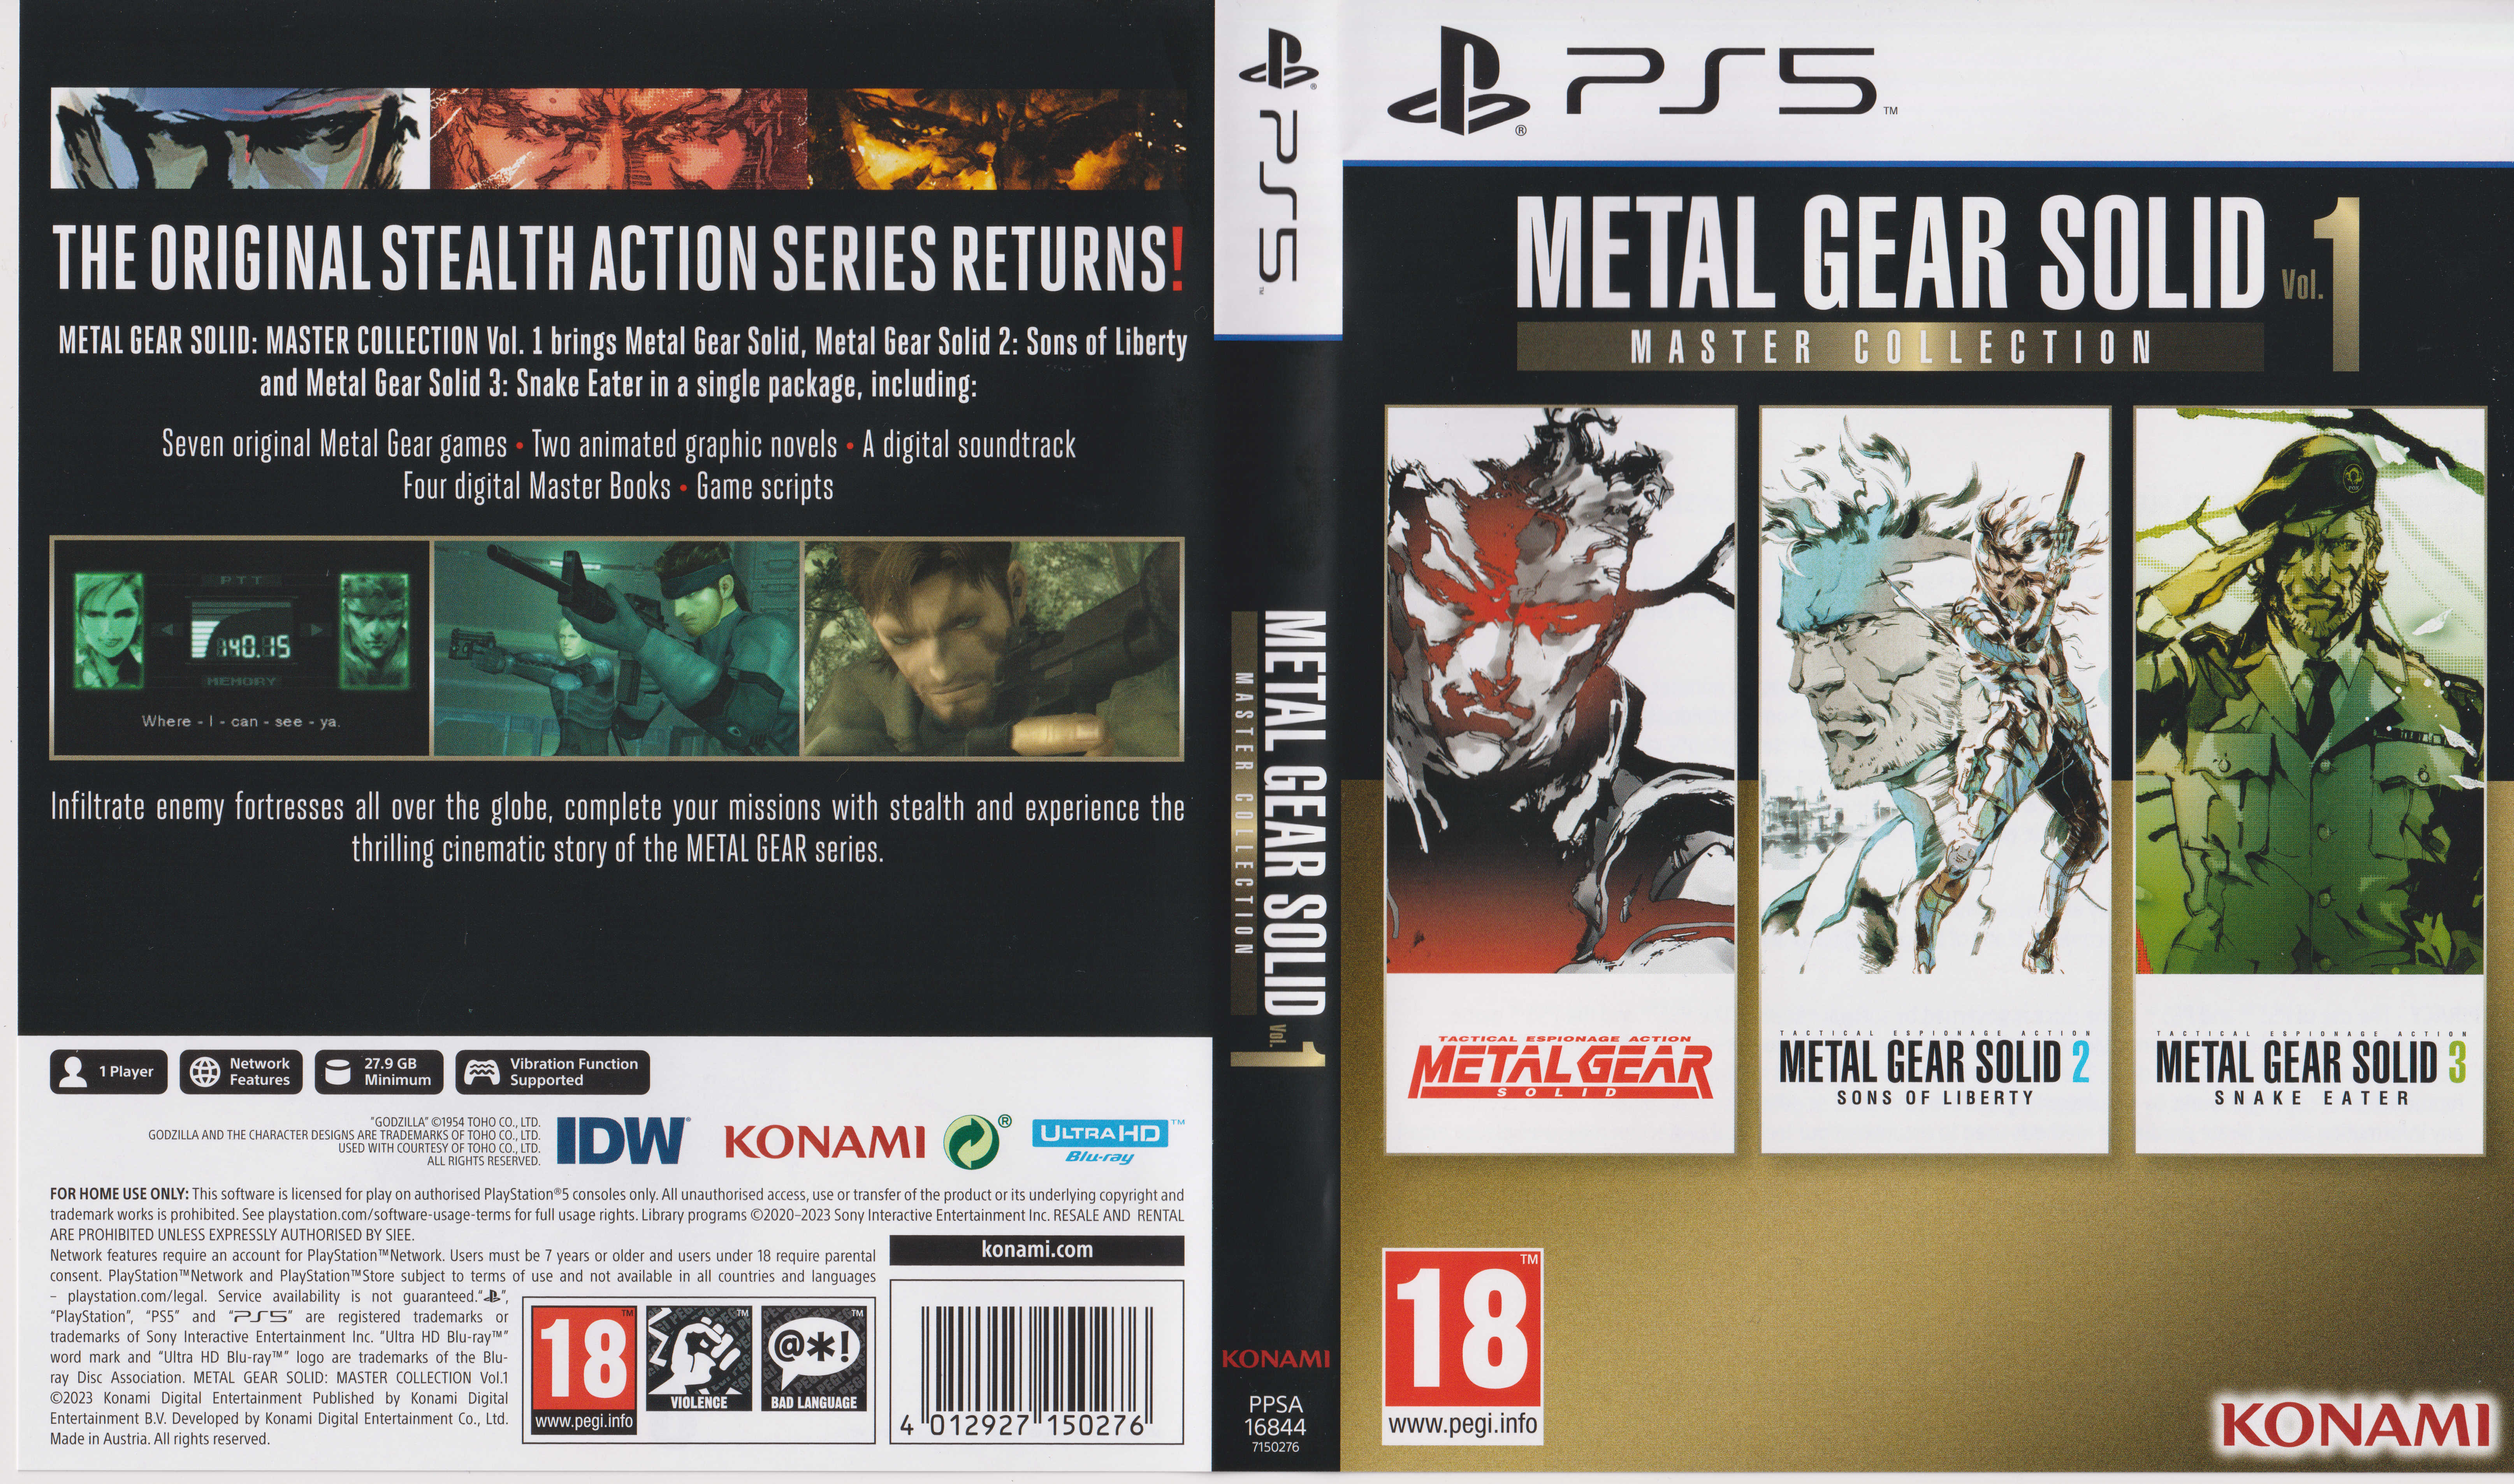 THE ORIGINAL STEALTH ACTION SERIES RETURNS!
METAL GEAR SOLID: MASTER COLLECTION Vol. 1 brings Metal Gear Solid, Metal Gear Solid 2: Sons of Liberty
and Metal Gear Solid 3: Snake Eater in a single package, including:
Seven original Metal Gear games • Two animated graphic novels • A digital soundtrack
Four digital Master Books • Game scripts
PTT
140.15
MEMORY
Where - I - can - see - ya.
Infiltrate enemy fortresses all over the globe, complete your missions with stealth and experience the
thrilling cinematic story of the METAL GEAR series.
1 Player
Network
Features
27.9 GB
Minimum
Vibration Function
Supported
"GODZILLA" ©1954 TOHO CO., LTD.
GODZILLA AND THE CHARACTER DESIGNS ARE TRADEMARKS OF TOHO CO., LTD.
USED WITH COURTESY OF TOHO CO., LTD.
ALL RIGHTS RESERVED.
IDW®
KONAMI
®
ULTRA HD™
Blu-ray
FOR HOME USE ONLY: This software is licensed for play on authorised PlayStation®5 consoles only. All unauthorised access, use or transfer of the product or its underlying copyright and
trademark works is prohibited. See playstation.com/software-usage-terms for full usage rights. Library programs ©2020–2023 Sony Interactive Entertainment Inc. RESALE AND RENTAL
ARE PROHIBITED UNLESS EXPRESSLY AUTHORISED BY SIEE.
Network features require an account for PlayStation™Network. Users must be 7 years or older and users under 18 require parental
consent. PlayStation™Network and PlayStation™Store subject to terms of use and not available in all countries and languages
– playstation.com/legal. Service availability is not guaranteed."PS",
"PlayStation", "PS5" and "PS5" are registered trademarks or
trademarks of Sony Interactive Entertainment Inc. "Ultra HD Blu-ray™"
word mark and "Ultra HD Blu-ray™" logo are trademarks of the Blu-
ray Disc Association. METAL GEAR SOLID: MASTER COLLECTION Vol.1
©2023 Konami Digital Entertainment Published by Konami Digital
Entertainment B.V. Developed by Konami Digital Entertainment Co., Ltd.
Made in Austria. All rights reserved.
konami.com
18™
www.pegi.info
™
VIOLENCE
™
@*!
BAD LANGUAGE
4 012927 150276
® PS5™
METAL GEAR SOLID Vol. 1
MASTER COLLECTION
KONAMI
PPSA
16844
7150276
® PS5™
METAL GEAR SOLID Vol. 1
MASTER COLLECTION
FOX
TACTICAL ESPIONAGE ACTION
METAL GEAR
SOLID
TACTICAL ESPIONAGE ACTION
METAL GEAR SOLID 2
SONS OF LIBERTY
TACTICAL ESPIONAGE ACTION
METAL GEAR SOLID 3
SNAKE EATER
18™
www.pegi.info
KONAMI